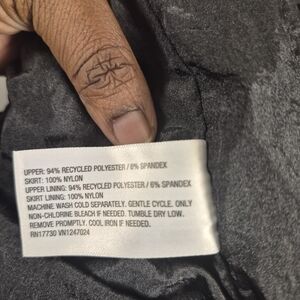 UPPER: 94% RECYCLED POLYESTER / 6% SPANDEX
SKIRT: 100% NYLON
UPPER LINING: 94% RECYCLED POLYESTER / 6% SPANDEX
SKIRT LINING: 100% NYLON
MACHINE WASH COLD SEPARATELY. GENTLE CYCLE. ONLY
NON-CHLORINE BLEACH IF NEEDED. TUMBLE DRY LOW.
REMOVE PROMPTLY. COOL IRON IF NEEDED.
RN17730 VN1247024